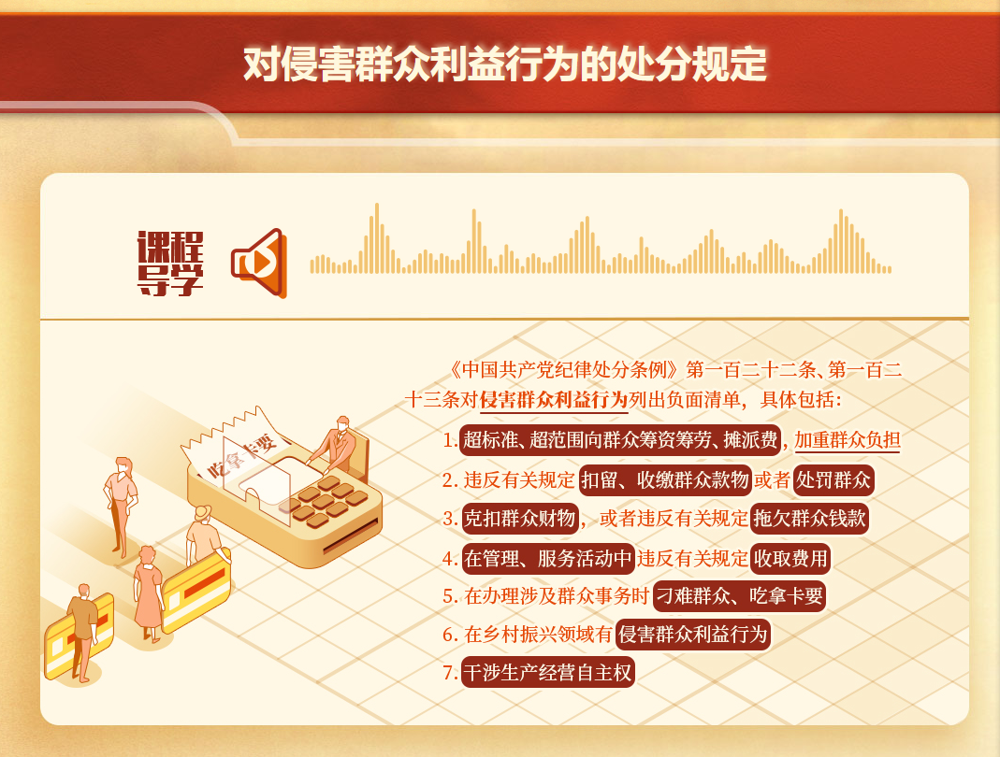 对侵害群众利益行为的处分规定
课程
导学
《中国共产党纪律处分条例》第一百二十二条、第一百二
十三条对侵害群众利益行为列出负面清单，具体包括：
1.超标准、超范围向群众筹资筹劳、摊派费，加重群众负担
2.违反有关规定扣留、收缴群众款物或者处罚群众
3.克扣群众财物，或者违反有关规定拖欠群众钱款
4.在管理、服务活动中违反有关规定收取费用
5.在办理涉及群众事务时刁难群众、吃拿卡要
6.在乡村振兴领域有侵害群众利益行为
7.干涉生产经营自主权
吃拿卡要